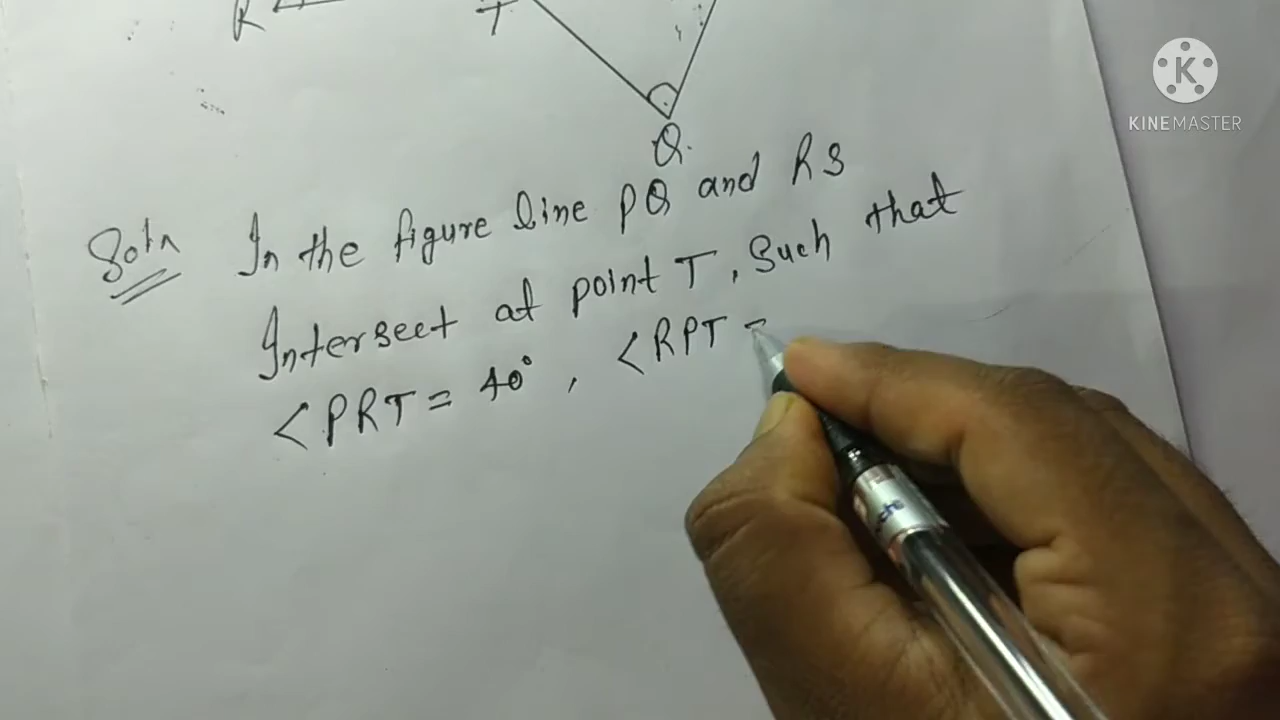 R
T
Q.
Soln In the figure line PQ and RS
Intersect at point T, Such that
<PRT = 40°, <RPT =
K
KINEMASTER